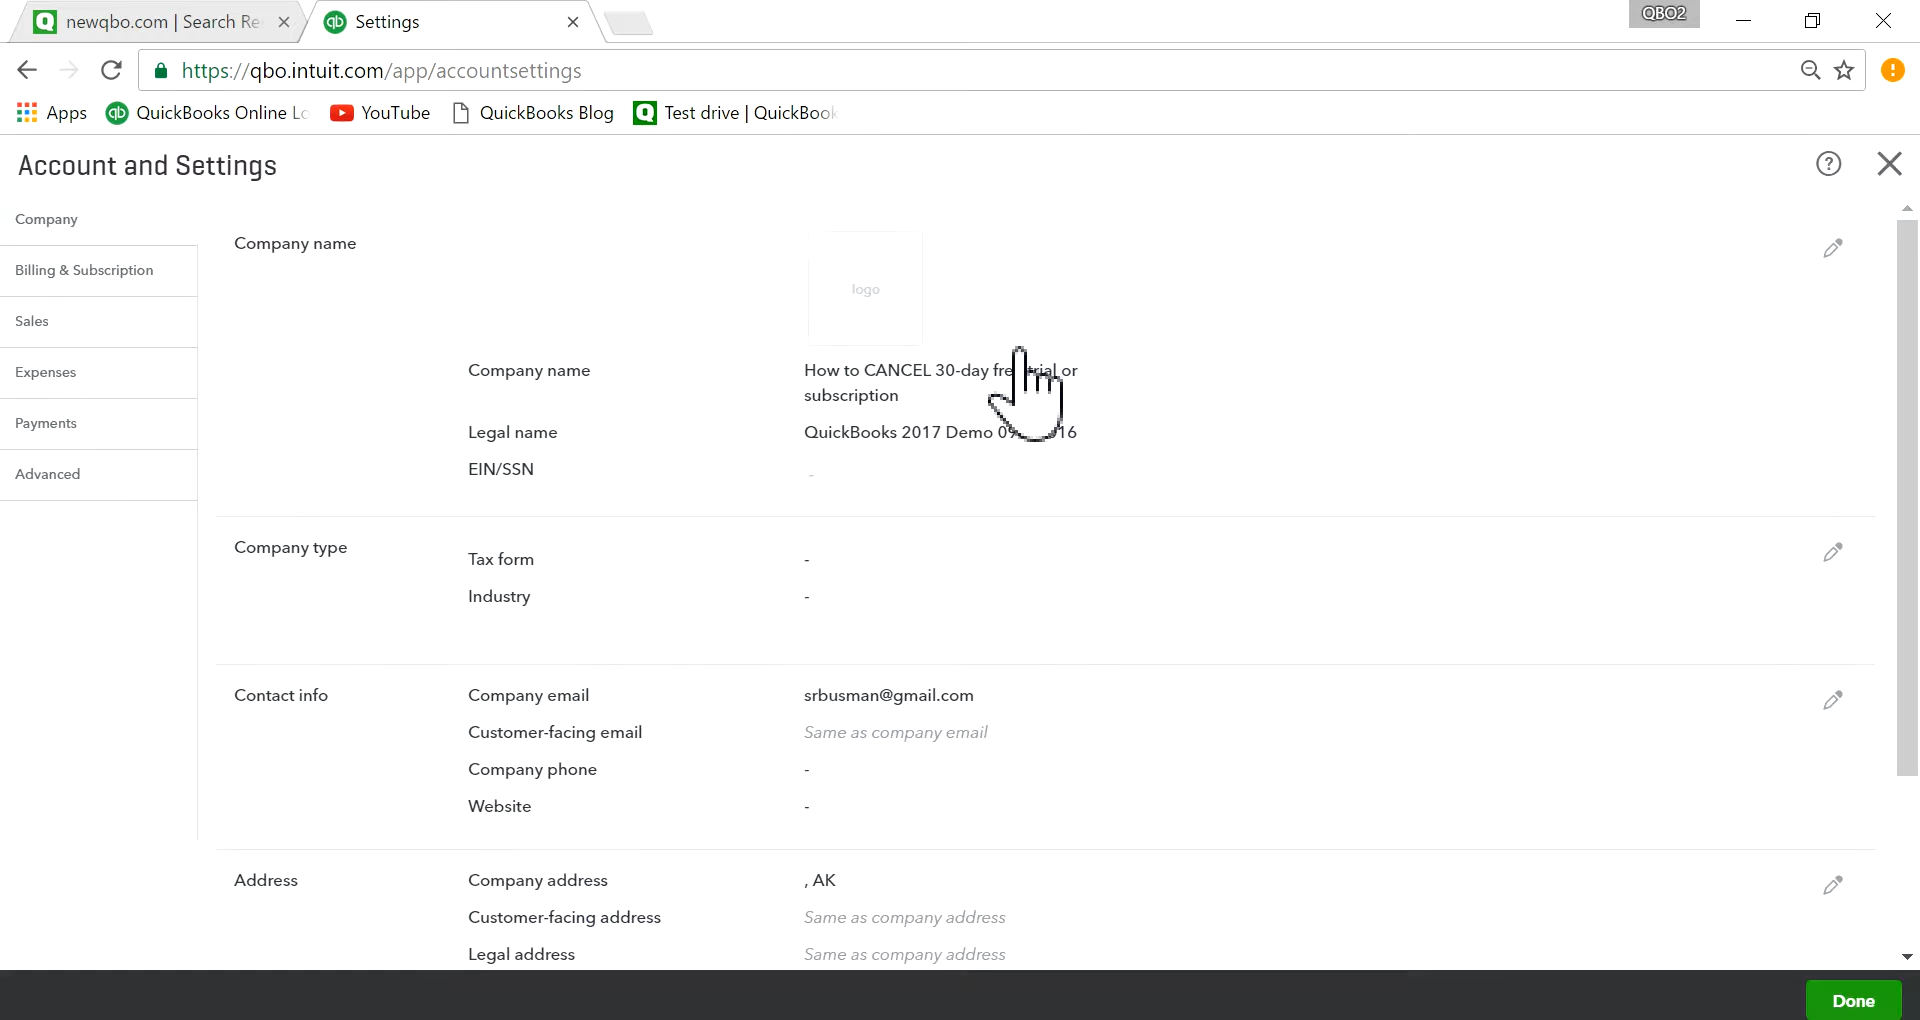 newqbo.com | Search Re
Settings
QBO2
https://qbo.intuit.com/app/accountsettings
Apps
QuickBooks Online Lo
YouTube
QuickBooks Blog
Test drive | QuickBook
Account and Settings
Company
Billing & Subscription
Sales
Expenses
Payments
Advanced
Company name
logo
Company name
How to CANCEL 30-day free trial or
subscription
Legal name
QuickBooks 2017 Demo
EIN/SSN
-
Company type
Tax form
-
Industry
-
Contact info
Company email
srbusman@gmail.com
Customer-facing email
Same as company email
Company phone
-
Website
-
Address
Company address
, AK
Customer-facing address
Same as company address
Legal address
Same as company address
Done